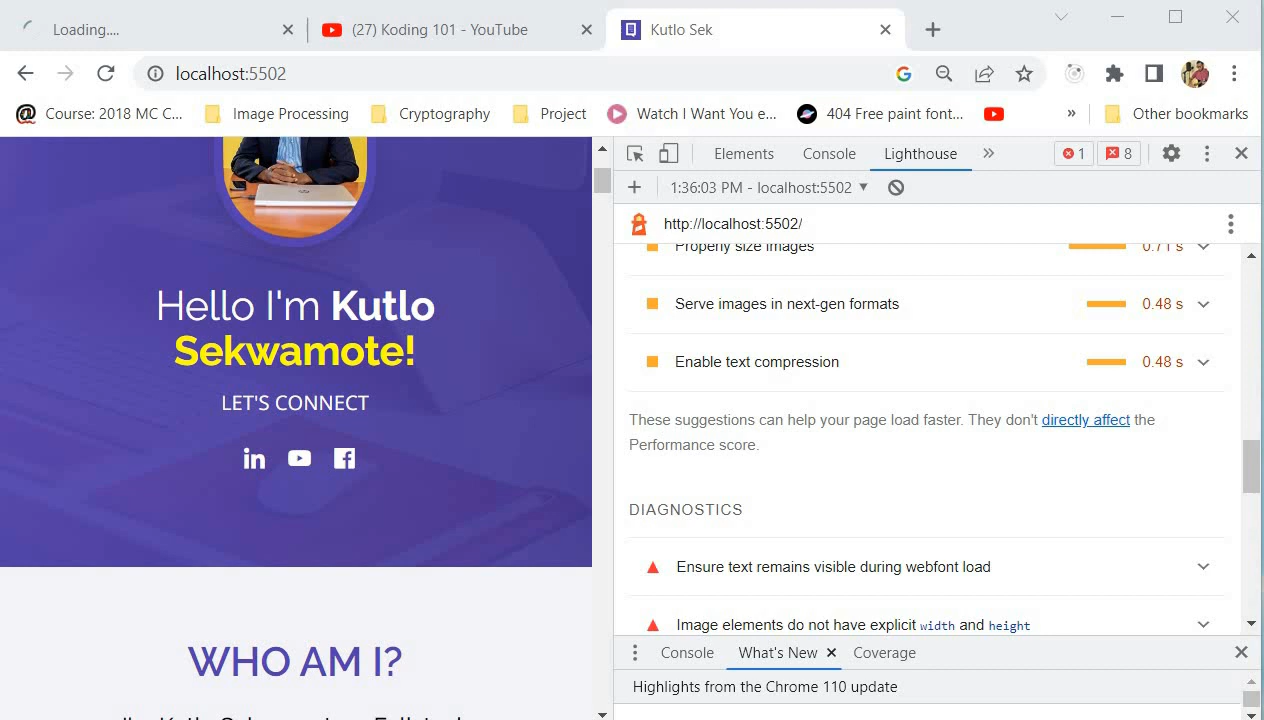 Loading....
(27) Koding 101 - YouTube
Kutlo Sek
localhost:5502
Course: 2018 MC C...
Image Processing
Cryptography
Project
Watch I Want You e...
404 Free paint font...
»
Other bookmarks
Elements
Console
Lighthouse
»
1
8
1:36:03 PM - localhost:5502
http://localhost:5502/
Properly size images
0.71 s
Serve images in next-gen formats
0.48 s
Enable text compression
0.48 s
These suggestions can help your page load faster. They don't directly affect the
Performance score.
DIAGNOSTICS
Ensure text remains visible during webfont load
Image elements do not have explicit width and height
Console
What's New
Coverage
Highlights from the Chrome 110 update
Hello I'm Kutlo
Sekwamote!
LET'S CONNECT
in
WHO AM I?